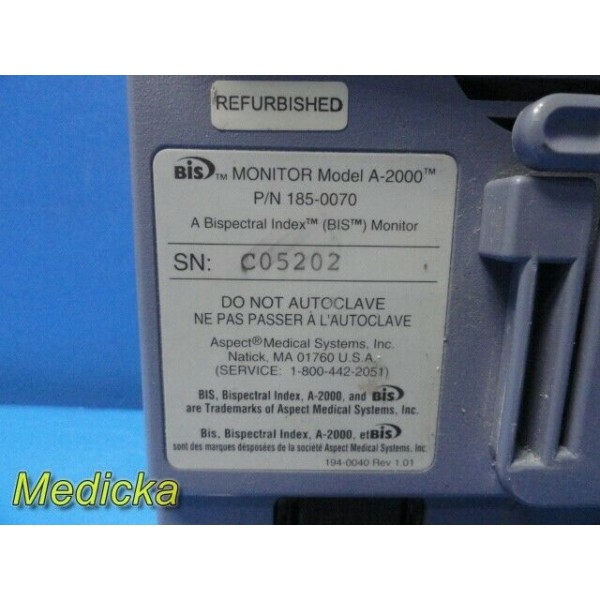 REFURBISHED
BIS™ MONITOR Model A-2000™
P/N 185-0070
A Bispectral Index™ (BIS™) Monitor
SN: C05202
DO NOT AUTOCLAVE
NE PAS PASSER À L'AUTOCLAVE
Aspect® Medical Systems, Inc.
Natick, MA 01760 U.S.A.
(SERVICE: 1-800-442-2051)
BIS, Bispectral Index, A-2000, and BIS
are Trademarks of Aspect Medical Systems, Inc.
Bis, Bispectral Index, A-2000, et BIS
sont des marques désposées de la société Aspect Medical Systems, Inc.
194-0040 Rev 1.01
Medicka